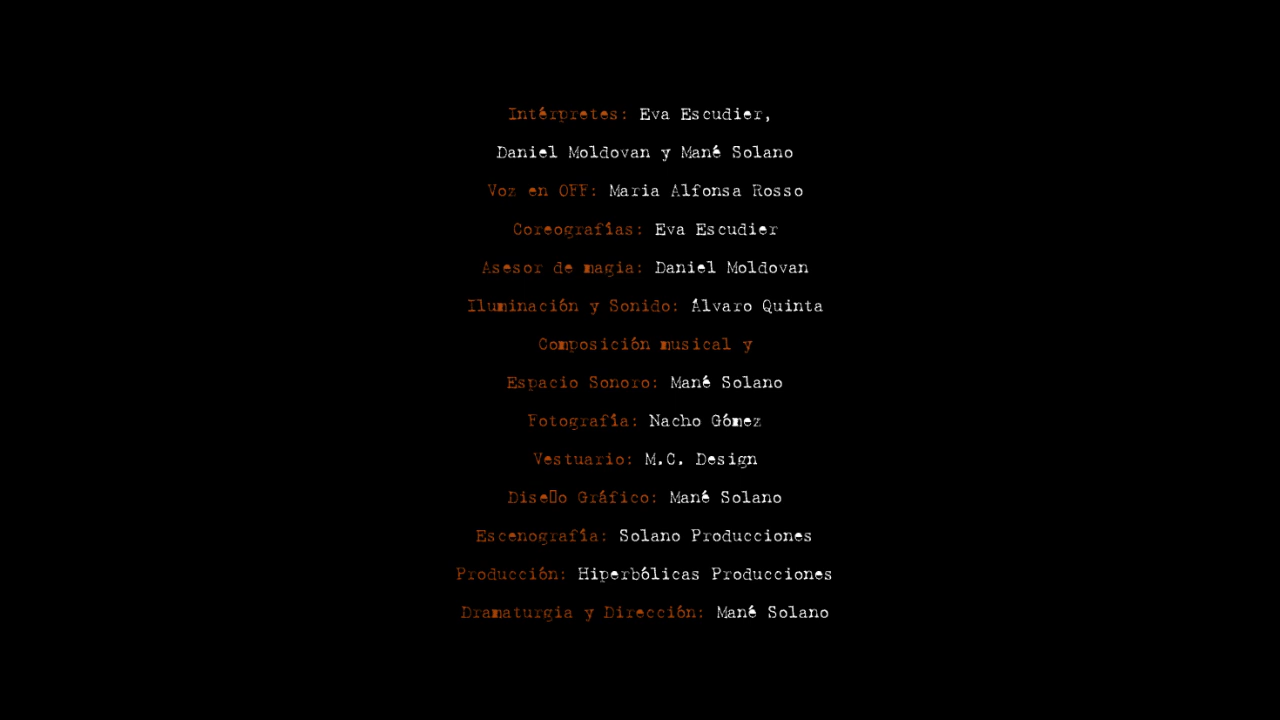 Intérpretes: Eva Escudier,
Daniel Moldovan y Mané Solano
Voz en OFF: Maria Alfonsa Rosso
Coreografías: Eva Escudier
Asesor de magia: Daniel Moldovan
Iluminación y Sonido: Álvaro Quinta
Composición musical y
Espacio Sonoro: Mané Solano
Fotografía: Nacho Gómez
Vestuario: M.C. Design
Dise▯o Gráfico: Mané Solano
Escenografía: Solano Producciones
Producción: Hiperbólicas Producciones
Dramaturgia y Dirección: Mané Solano